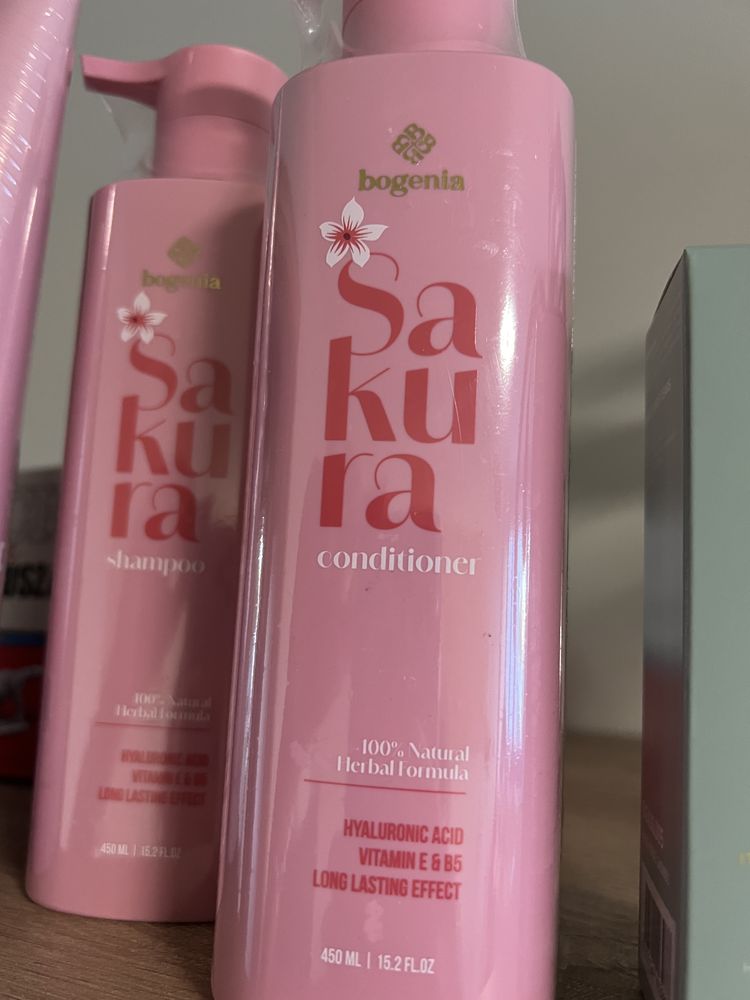 bogenia
Sa
ku
ra
shampoo
100% Natural
Herbal Formula
HYALURONIC ACID
VITAMIN E & B5
LONG LASTING EFFECT
450 ML | 15.2 FL.OZ
bogenia
Sa
ku
ra
conditioner
100% Natural
Herbal Formula
HYALURONIC ACID
VITAMIN E & B5
LONG LASTING EFFECT
450 ML | 15.2 FL.OZ